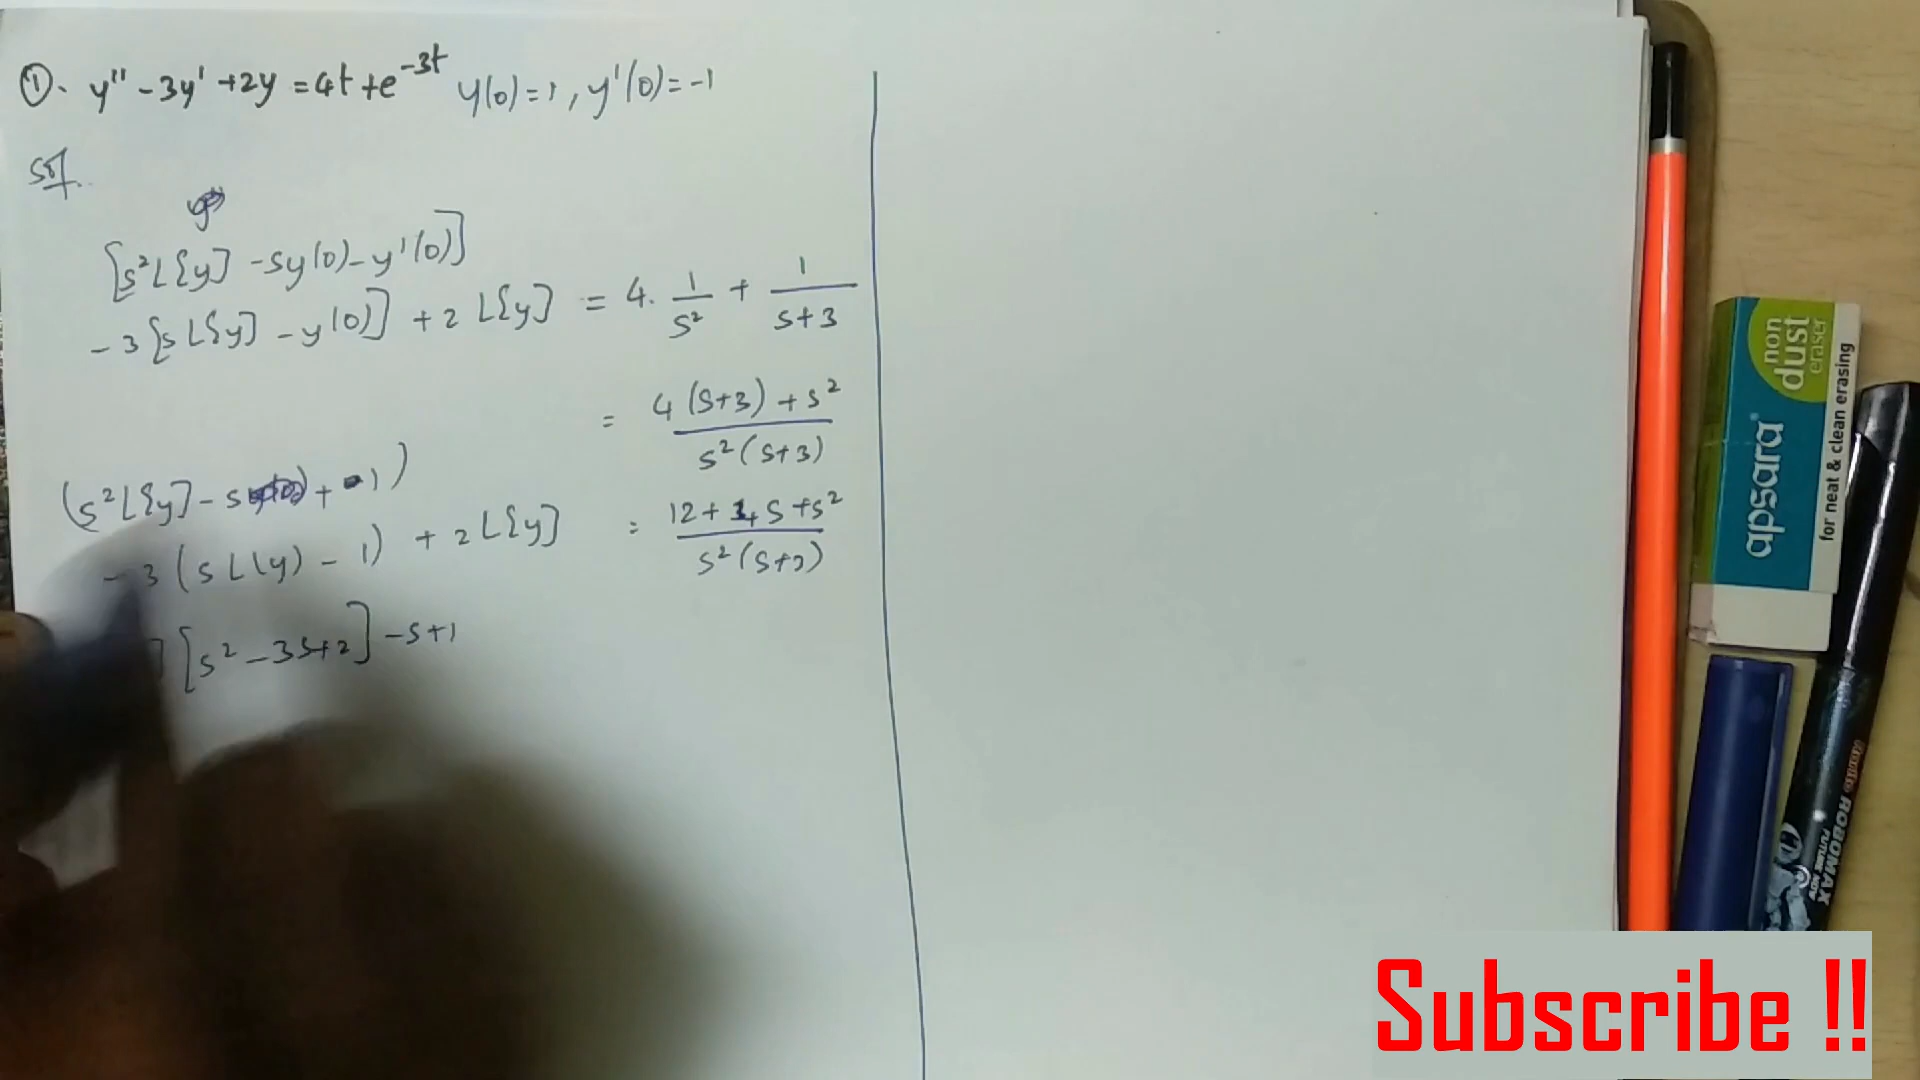 ①. y'' -3y' +2y = 4t +e^-3t y(0)=1, y'(0)=-1
Sol.
[s²L{y} -sy(0)-y'(0)]
-3[sL{y} -y(0)] +2 L{y} = 4. 1/s² + 1/s+3
= 4(s+3)+s² / s²(s+3)
(s²L{y}-s + 1)
-3(sL(y) - 1) + 2L{y} = 12+4s+s² / s²(s+3)
] [s²-3s+2] -s+1
non
dust
eraser
apsara
for neat & clean erasing
ROBOMAX
Subscribe !!